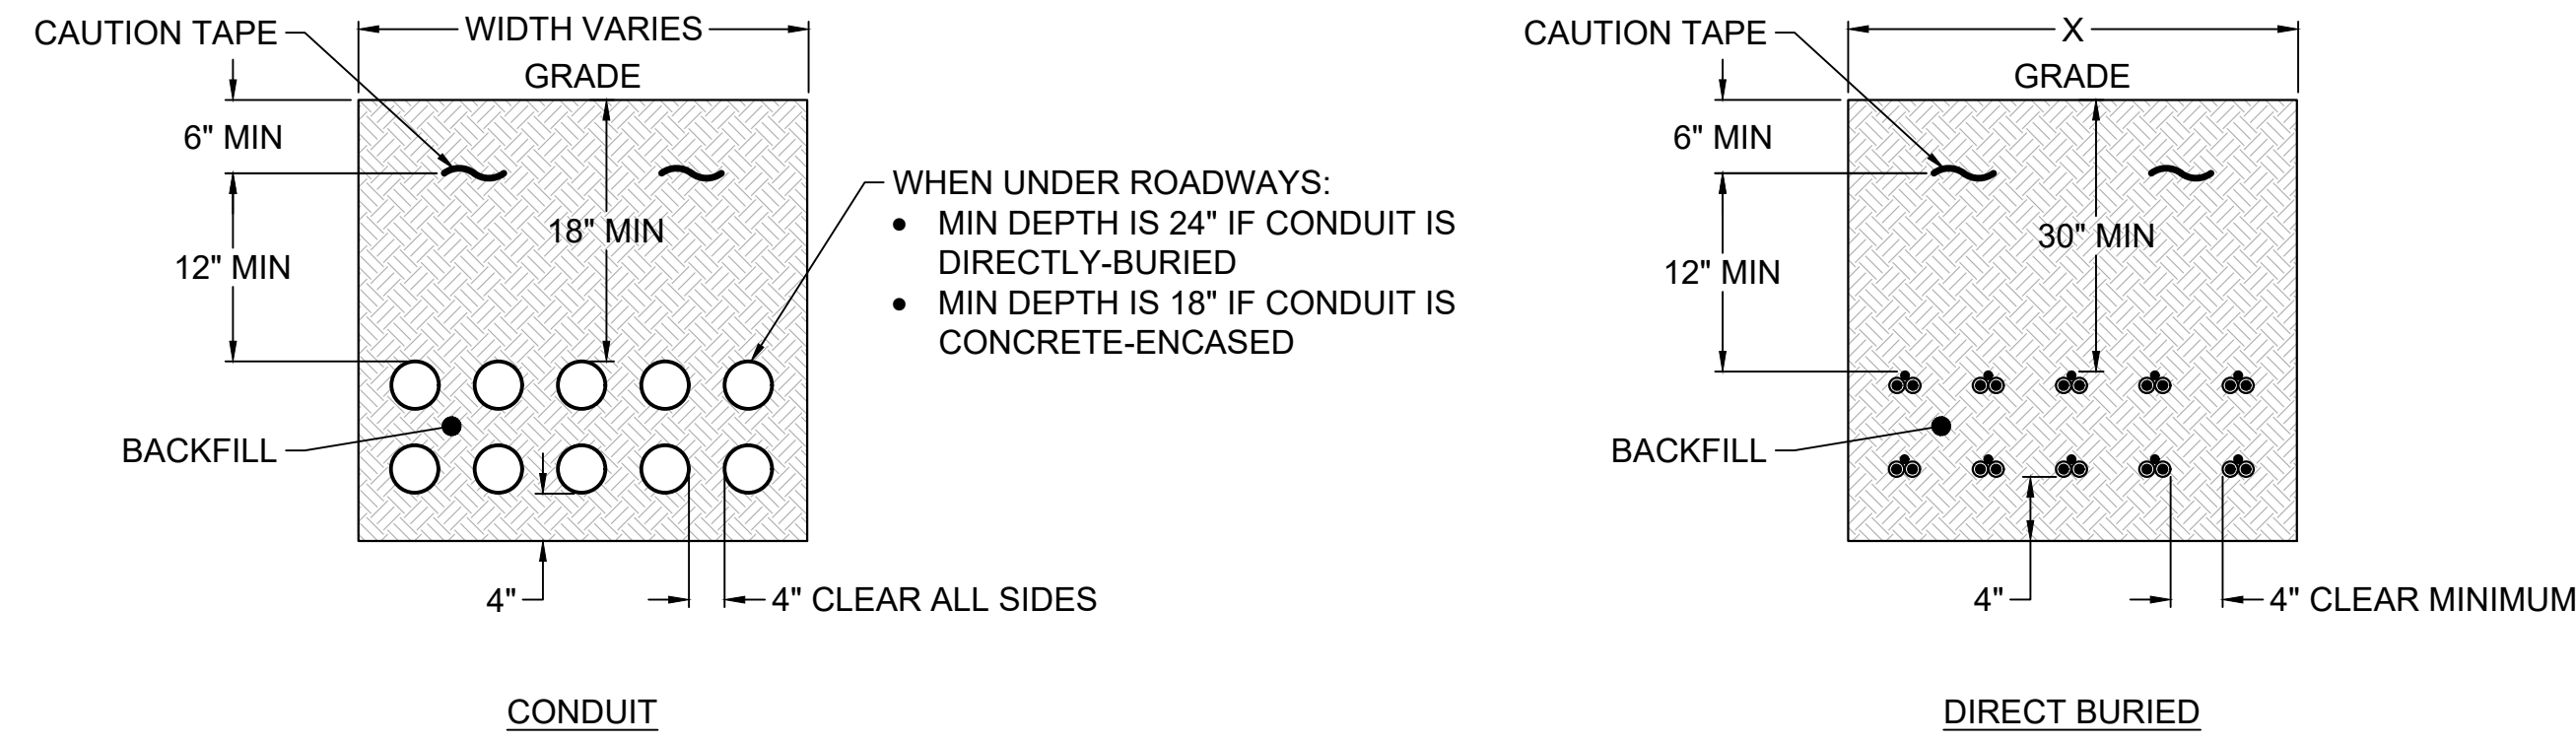 CAUTION TAPE
WIDTH VARIES
GRADE
6" MIN
18" MIN
12" MIN
WHEN UNDER ROADWAYS:
● MIN DEPTH IS 24" IF CONDUIT IS
DIRECTLY-BURIED
● MIN DEPTH IS 18" IF CONDUIT IS
CONCRETE-ENCASED
BACKFILL
4"
4" CLEAR ALL SIDES
CONDUIT
CAUTION TAPE
X
GRADE
6" MIN
30" MIN
12" MIN
BACKFILL
4"
4" CLEAR MINIMUM
DIRECT BURIED